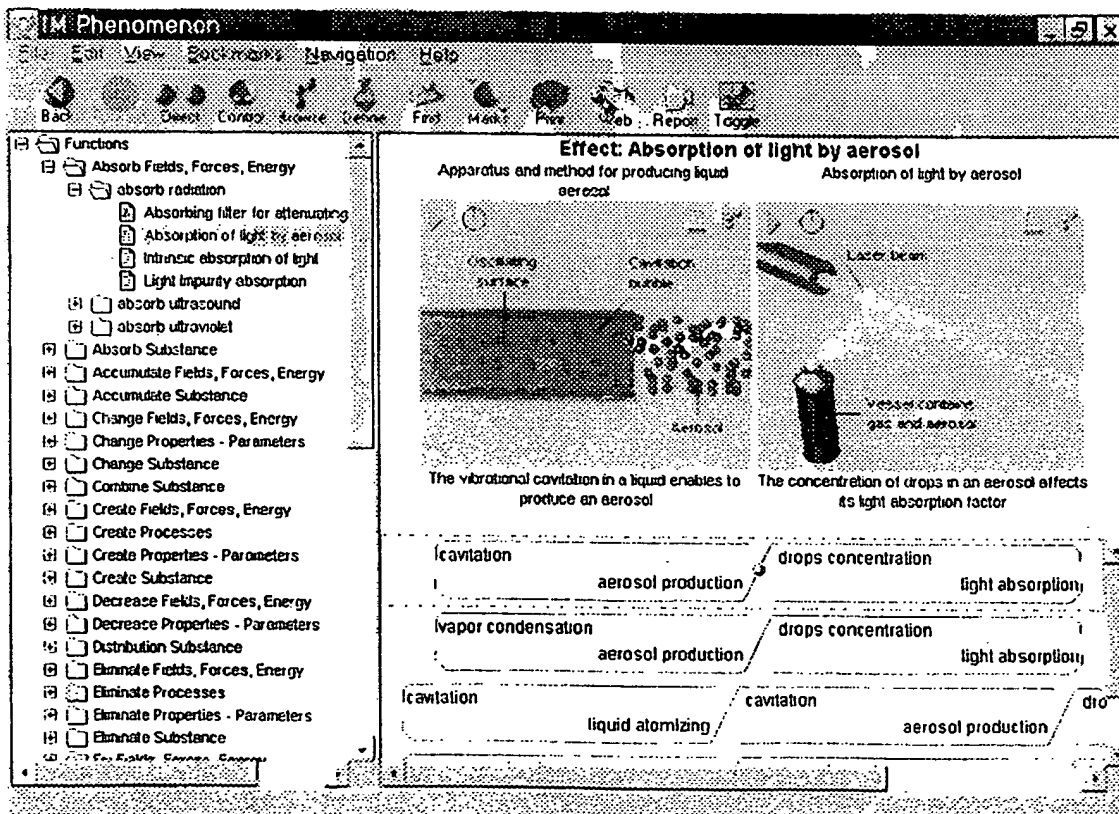 IM Phenomenon
File Edit View Bookmarks Navigation Help
Back Direct Control Browse Define Find Marks Print Web Report Toggle
Functions
Absorb Fields, Forces, Energy
absorb radiation
Absorbing filter for attenuating
Absorption of light by aerosol
Intrinsic absorption of light
Light Impurity absorption
absorb ultrasound
absorb ultraviolet
Absorb Substance
Accumulate Fields, Forces, Energy
Accumulate Substance
Change Fields, Forces, Energy
Change Properties - Parameters
Change Substance
Combine Substance
Create Fields, Forces, Energy
Create Processes
Create Properties - Parameters
Create Substance
Decrease Fields, Forces, Energy
Decrease Properties - Parameters
Distribution Substance
Eliminate Fields, Forces, Energy
Eliminate Processes
Eliminate Properties - Parameters
Eliminate Substance
Effect: Absorption of light by aerosol
Apparatus and method for producing liquid
aerosol
Absorption of light by aerosol
Oscillating
surface
Cavitation
bubble
Aerosol
Lazer beam
Vessel contains
gas and aerosol
The vibrational cavitation in a liquid enables to
produce an aerosol
The concentration of drops in an aerosol affects
its light absorption factor
cavitation
aerosol production
drops concentration
light absorption
vapor condensation
aerosol production
drops concentration
light absorption
cavitation
liquid atomizing
cavitation
aerosol production
dro